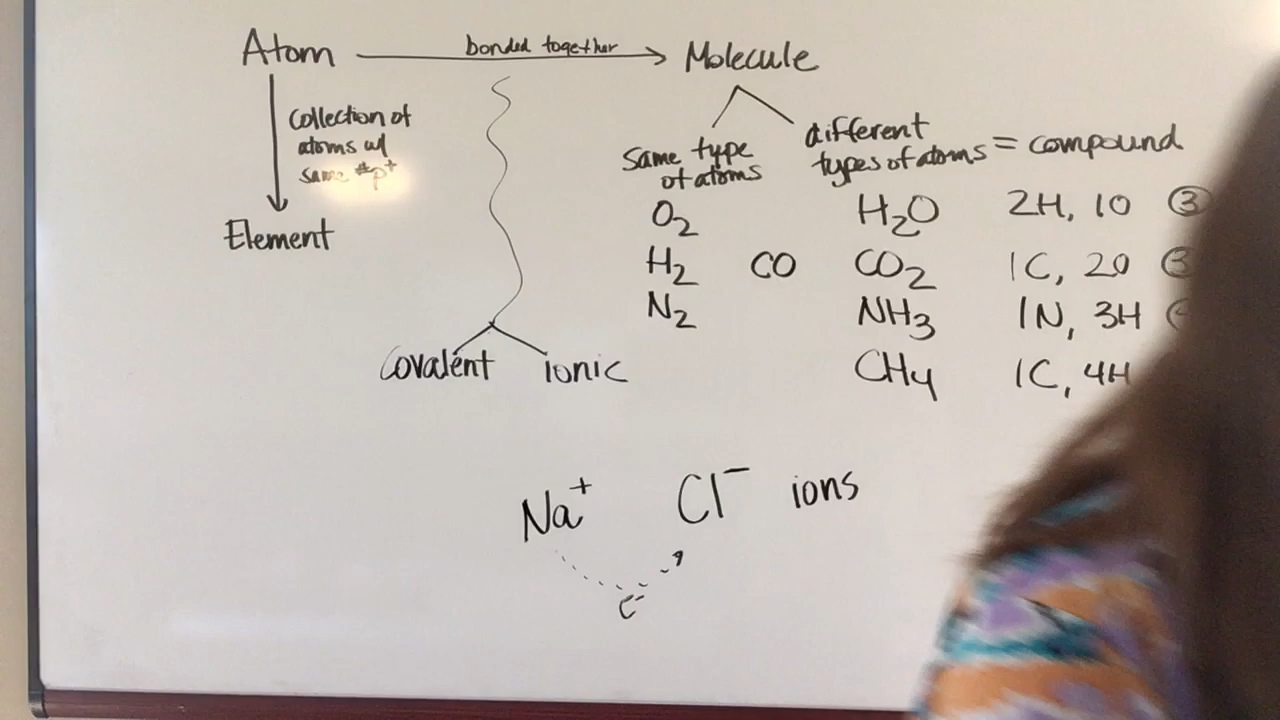 Atom bonded together Molecule
Collection of
atoms w/
same #p⁺
Element
same type
of atoms
different
types of atoms = compound
O₂ H₂O 2H, 1O ③
H₂ CO CO₂ 1C, 2O ③
N₂ NH₃ 1N, 3H
CH₄ 1C, 4H
Covalent ionic
Na⁺ Cl⁻ ions
e⁻